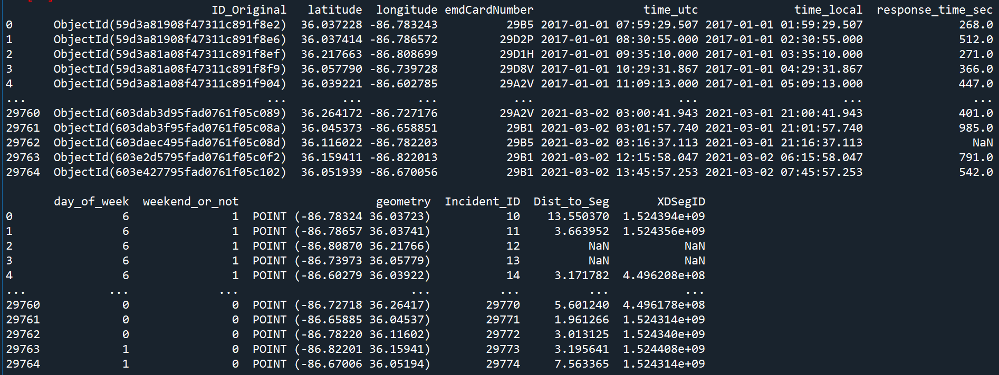 ID_Original latitude longitude emdCardNumber time_utc time_local response_time_sec
0 ObjectId(59d3a81908f47311c891f8e2) 36.037228 -86.783243 29B5 2017-01-01 07:59:29.507 2017-01-01 01:59:29.507 268.0
1 ObjectId(59d3a81908f47311c891f8e6) 36.037414 -86.786572 29D2P 2017-01-01 08:30:55.000 2017-01-01 02:30:55.000 512.0
2 ObjectId(59d3a81a08f47311c891f8ef) 36.217663 -86.808699 29D1H 2017-01-01 09:35:10.000 2017-01-01 03:35:10.000 271.0
3 ObjectId(59d3a81a08f47311c891f8f9) 36.057790 -86.739728 29D8V 2017-01-01 10:29:31.867 2017-01-01 04:29:31.867 366.0
4 ObjectId(59d3a81a08f47311c891f904) 36.039221 -86.602785 29A2V 2017-01-01 11:09:13.000 2017-01-01 05:09:13.000 447.0
... ... ... ... ... ... ... ...
29760 ObjectId(603dab3d95fad0761f05c089) 36.264172 -86.727176 29A2V 2021-03-02 03:00:41.943 2021-03-01 21:00:41.943 401.0
29761 ObjectId(603dab3f95fad0761f05c08a) 36.045373 -86.658851 29B1 2021-03-02 03:01:57.740 2021-03-01 21:01:57.740 985.0
29762 ObjectId(603daec495fad0761f05c08d) 36.116022 -86.782203 29B5 2021-03-02 03:16:37.113 2021-03-01 21:16:37.113 NaN
29763 ObjectId(603e2d5795fad0761f05c0f2) 36.159411 -86.822013 29B1 2021-03-02 12:15:58.047 2021-03-02 06:15:58.047 791.0
29764 ObjectId(603e427795fad0761f05c102) 36.051939 -86.670056 29B1 2021-03-02 13:45:57.253 2021-03-02 07:45:57.253 542.0
day_of_week weekend_or_not geometry Incident_ID Dist_to_Seg XDSegID
0 6 1 POINT (-86.78324 36.03723) 10 13.550370 1.524394e+09
1 6 1 POINT (-86.78657 36.03741) 11 3.663952 1.524356e+09
2 6 1 POINT (-86.80870 36.21766) 12 NaN NaN
3 6 1 POINT (-86.73973 36.05779) 13 NaN NaN
4 6 1 POINT (-86.60279 36.03922) 14 3.171782 4.496208e+08
... ... ... ... ... ... ...
29760 0 0 POINT (-86.72718 36.26417) 29770 5.601240 4.496178e+08
29761 0 0 POINT (-86.65885 36.04537) 29771 1.961266 1.524314e+09
29762 0 0 POINT (-86.78220 36.11602) 29772 3.013125 1.524340e+09
29763 1 0 POINT (-86.82201 36.15941) 29773 3.195641 1.524408e+09
29764 1 0 POINT (-86.67006 36.05194) 29774 7.563365 1.524314e+09